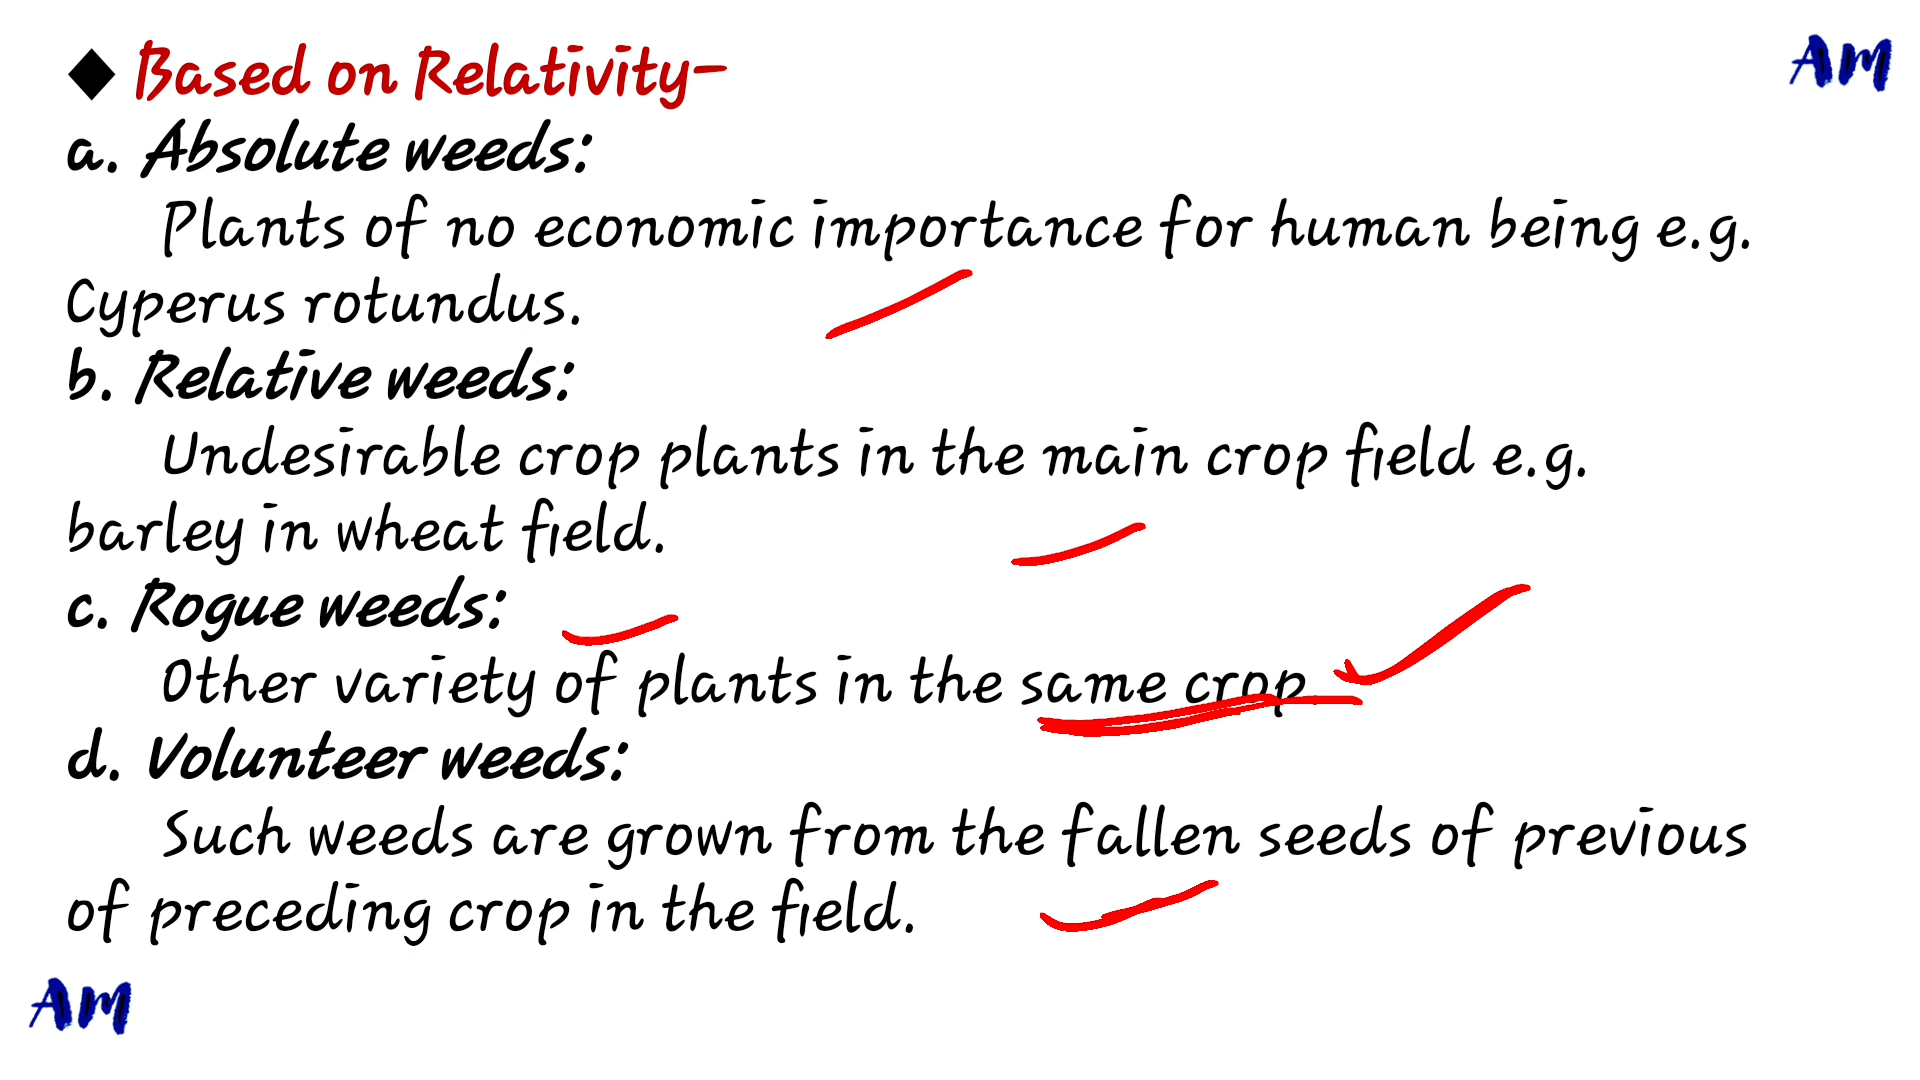 ◆ Based on Relativity-
AM
a. Absolute weeds:
Plants of no economic importance for human being e.g.
Cyperus rotundus.
b. Relative weeds:
Undesirable crop plants in the main crop field e.g.
barley in wheat field.
c. Rogue weeds:
Other variety of plants in the same crop
d. Volunteer weeds:
Such weeds are grown from the fallen seeds of previous
of preceding crop in the field.
AM